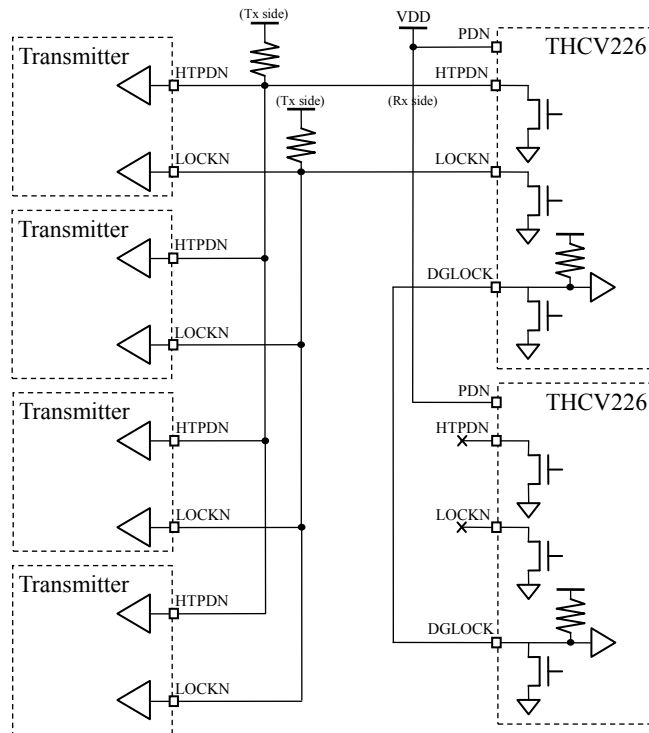 (Tx side)
VDD
Transmitter
PDN
THCV226
HTPDN
HTPDN
(Tx side)
(Rx side)
LOCKN
LOCKN
Transmitter
HTPDN
DGLOCK
LOCKN
Transmitter
PDN
THCV226
HTPDN
HTPDN
LOCKN
LOCKN
Transmitter
HTPDN
DGLOCK
LOCKN